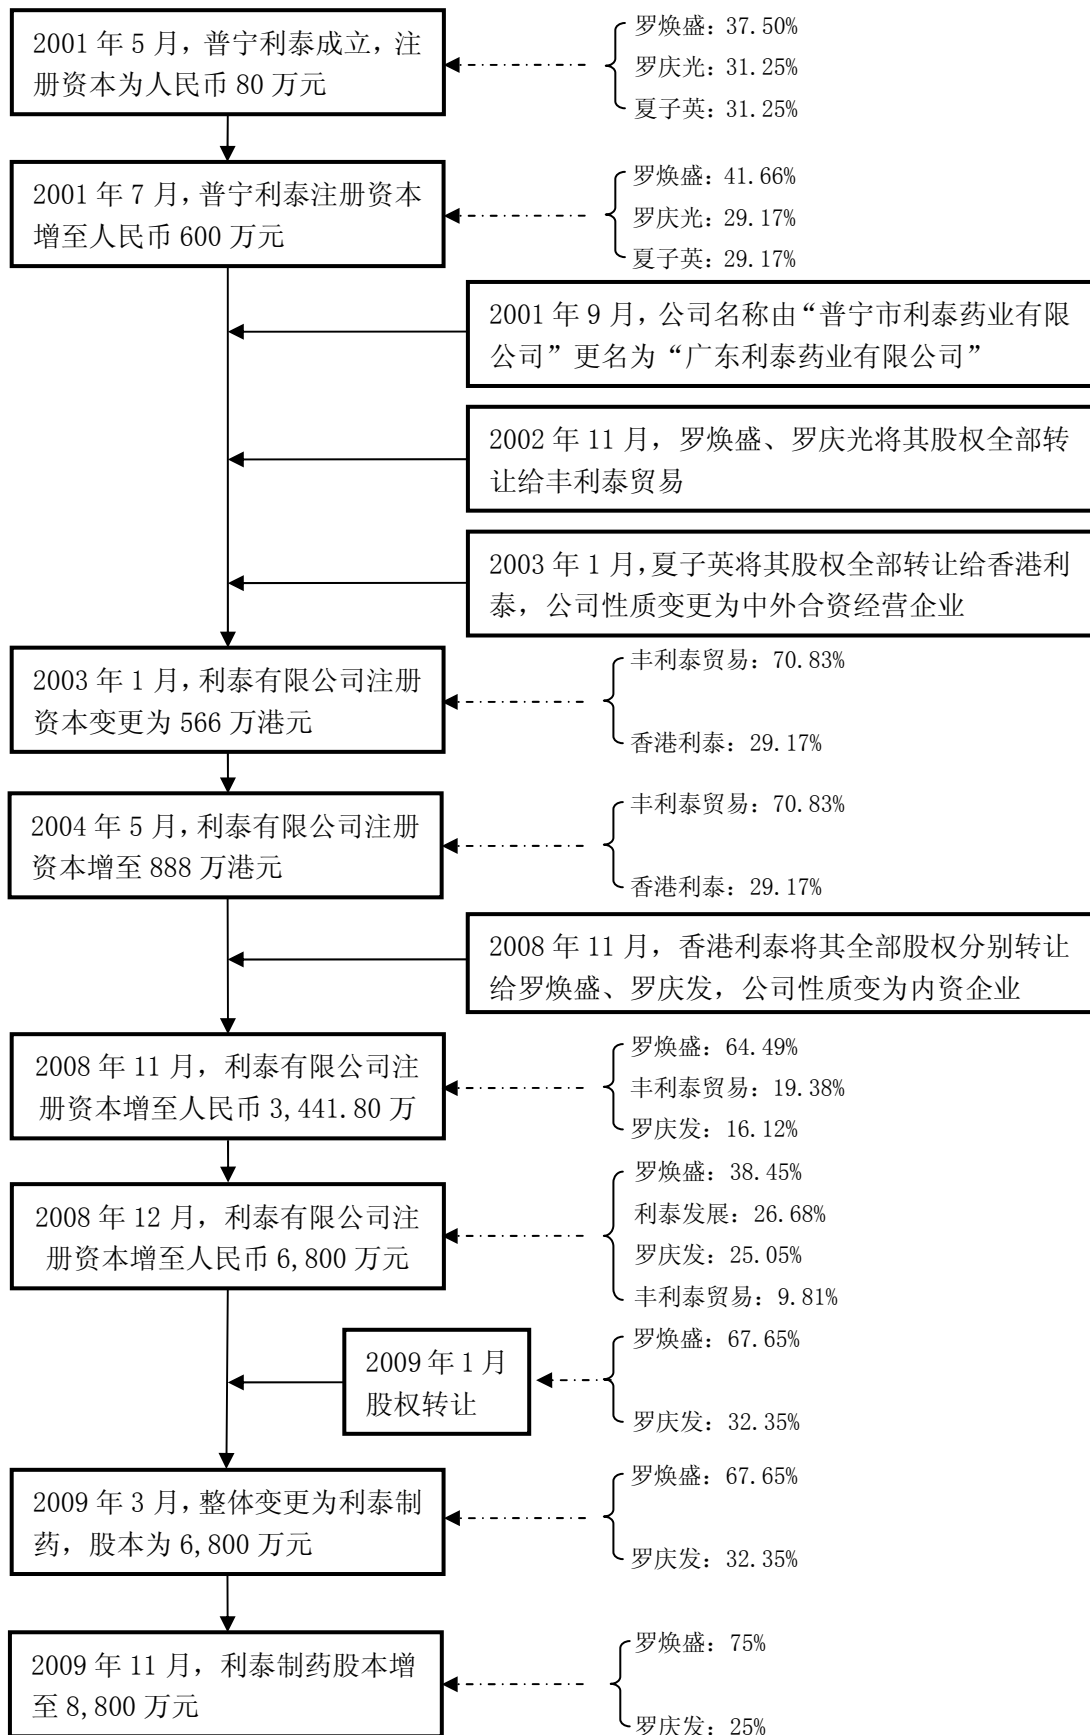 2001 年 5 月，普宁利泰成立，注
册资本为人民币 80 万元
罗焕盛：37.50%
罗庆光：31.25%
夏子英：31.25%
2001 年 7 月，普宁利泰注册资本
增至人民币 600 万元
罗焕盛：41.66%
罗庆光：29.17%
夏子英：29.17%
2001 年 9 月，公司名称由“普宁市利泰药业有限
公司”更名为“广东利泰药业有限公司”
2002 年 11 月，罗焕盛、罗庆光将其股权全部转
让给丰利泰贸易
2003 年 1 月，夏子英将其股权全部转让给香港利
泰，公司性质变更为中外合资经营企业
2003 年 1 月，利泰有限公司注册
资本变更为 566 万港元
丰利泰贸易：70.83%
香港利泰：29.17%
2004 年 5 月，利泰有限公司注册
资本增至 888 万港元
丰利泰贸易：70.83%
香港利泰：29.17%
2008 年 11 月，香港利泰将其全部股权分别转让
给罗焕盛、罗庆发，公司性质变为内资企业
2008 年 11 月，利泰有限公司注
册资本增至人民币 3,441.80 万
罗焕盛：64.49%
丰利泰贸易：19.38%
罗庆发：16.12%
2008 年 12 月，利泰有限公司注
册资本增至人民币 6,800 万元
罗焕盛：38.45%
利泰发展：26.68%
罗庆发：25.05%
丰利泰贸易：9.81%
2009 年 1 月
股权转让
罗焕盛：67.65%
罗庆发：32.35%
2009 年 3 月，整体变更为利泰制
药，股本为 6,800 万元
罗焕盛：67.65%
罗庆发：32.35%
2009 年 11 月，利泰制药股本增
至 8,800 万元
罗焕盛：75%
罗庆发：25%